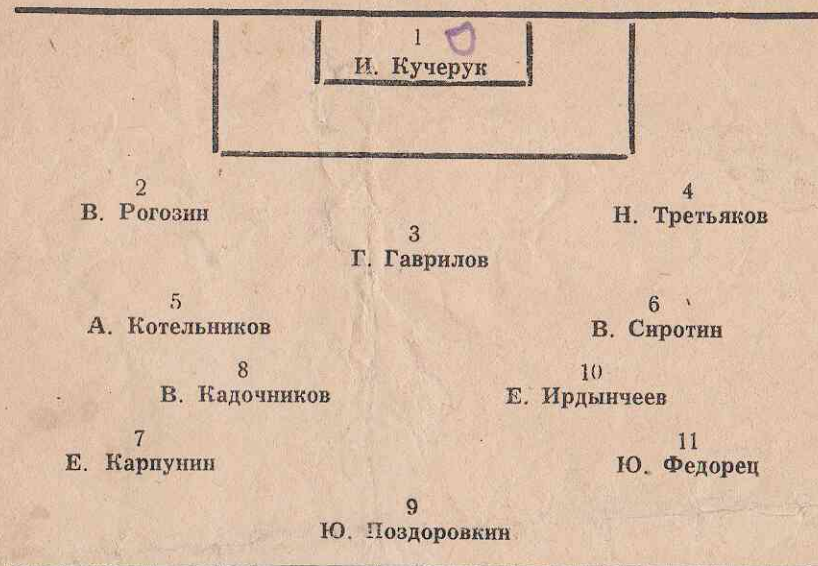 1
И. Кучерук
2
В. Рогозин
4
Н. Третьяков
3
Г. Гаврилов
5
А. Котельников
6
В. Сиротин
8
В. Кадочников
10
Е. Ирдынчеев
7
Е. Карпунин
11
Ю. Федорец
9
Ю. Поздоровкин